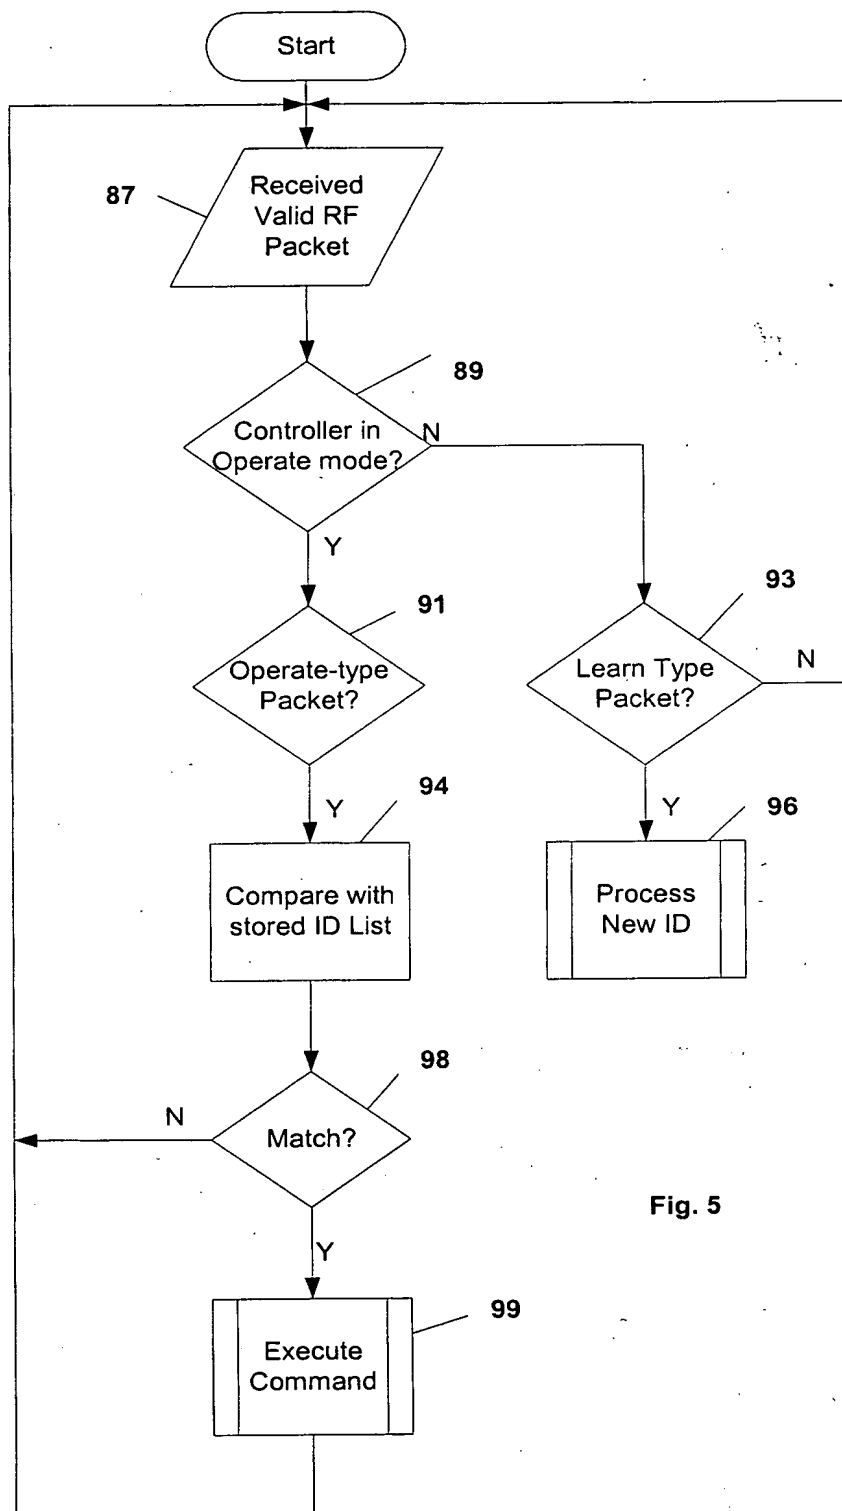 Start
87
Received
Valid RF
Packet
89
Controller in
Operate mode?
N
Y
91
Operate-type
Packet?
93
Learn Type
Packet?
N
Y
94
Compare with
stored ID List
Y
96
Process
New ID
98
Match?
N
Y
Fig. 5
99
Execute
Command